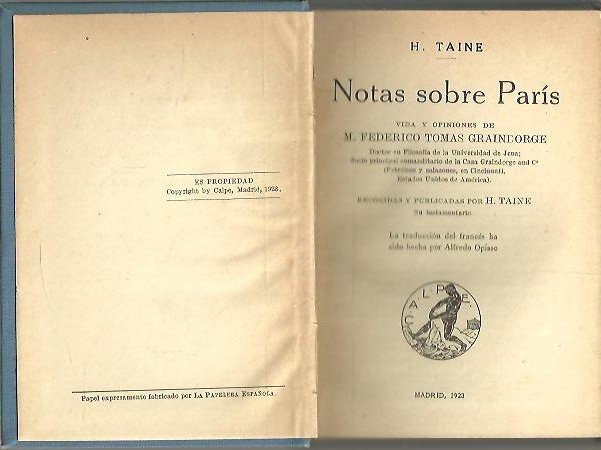 ES PROPIEDAD
Copyright by Calpe, Madrid, 1923.
Papel expresamente fabricado por LA PAPELERA ESPAÑOLA.
H. TAINE
Notas sobre París
VIDA Y OPINIONES DE
M. FEDERICO TOMAS GRAINDORGE
Doctor en Filosofía de la Universidad de Jena;
Socio principal comanditario de la Casa Graindorge and Cº
(Petróleos y salazones, en Cincinnati,
Estados Unidos de América).
RECOGIDAS Y PUBLICADAS POR H. TAINE
Su testamentario.
La traducción del francés ha
sido hecha por Alfredo Opisso
CALPE
MADRID, 1923